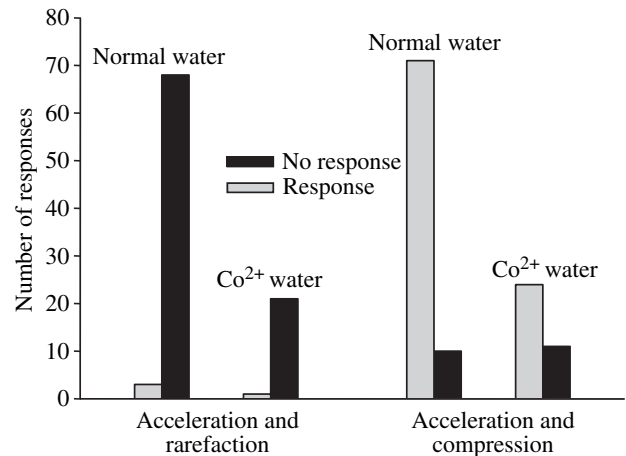 80
70
60
50
40
30
20
10
0
Number of responses
Normal water
Co2+ water
No response
Response
Normal water
Co2+ water
Acceleration and
rarefaction
Acceleration and
compression